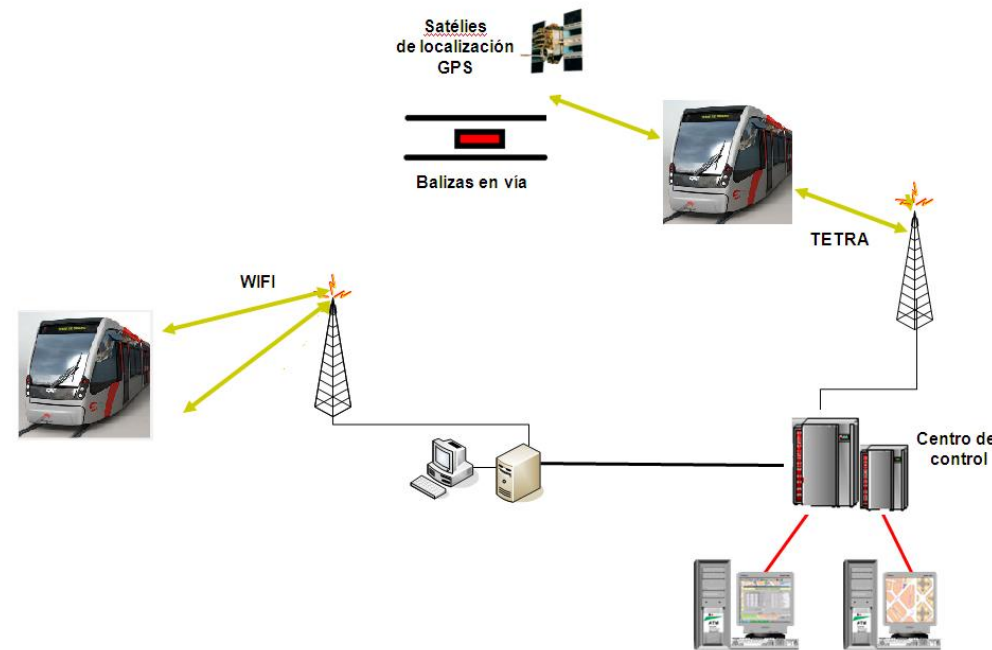 Satélies
de localización
GPS
Balizas en vía
TETRA
WIFI
Centro de
control